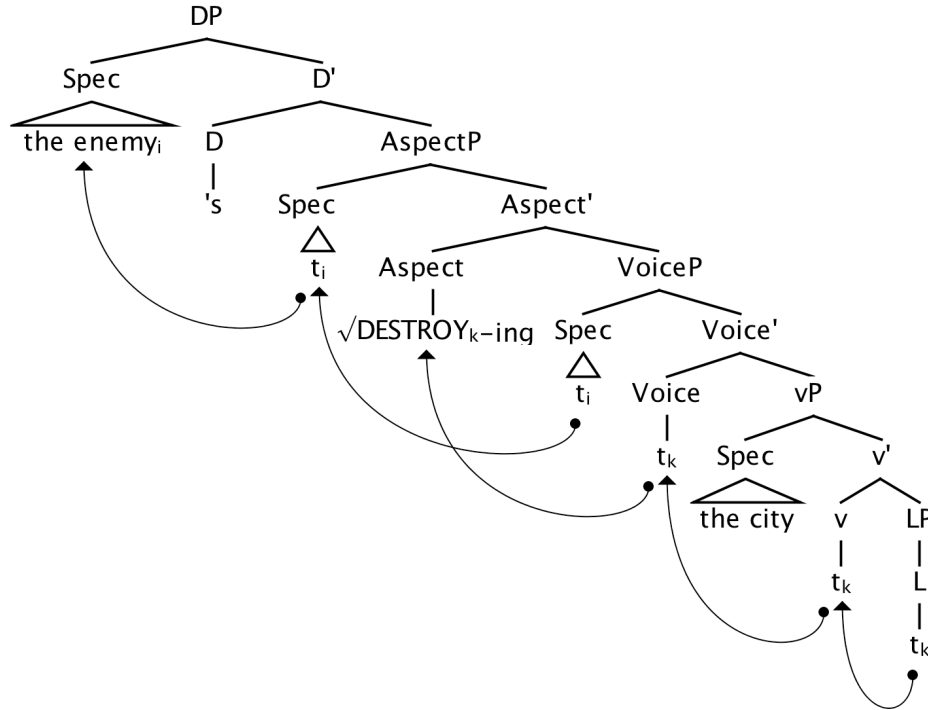 DP
Spec D'
the enemyᵢ D AspectP
's Spec Aspect'
tᵢ Aspect VoiceP
√DESTROYₖ-ing Spec Voice'
tᵢ Voice vP
tₖ Spec v'
the city v LP
tₖ L
tₖ